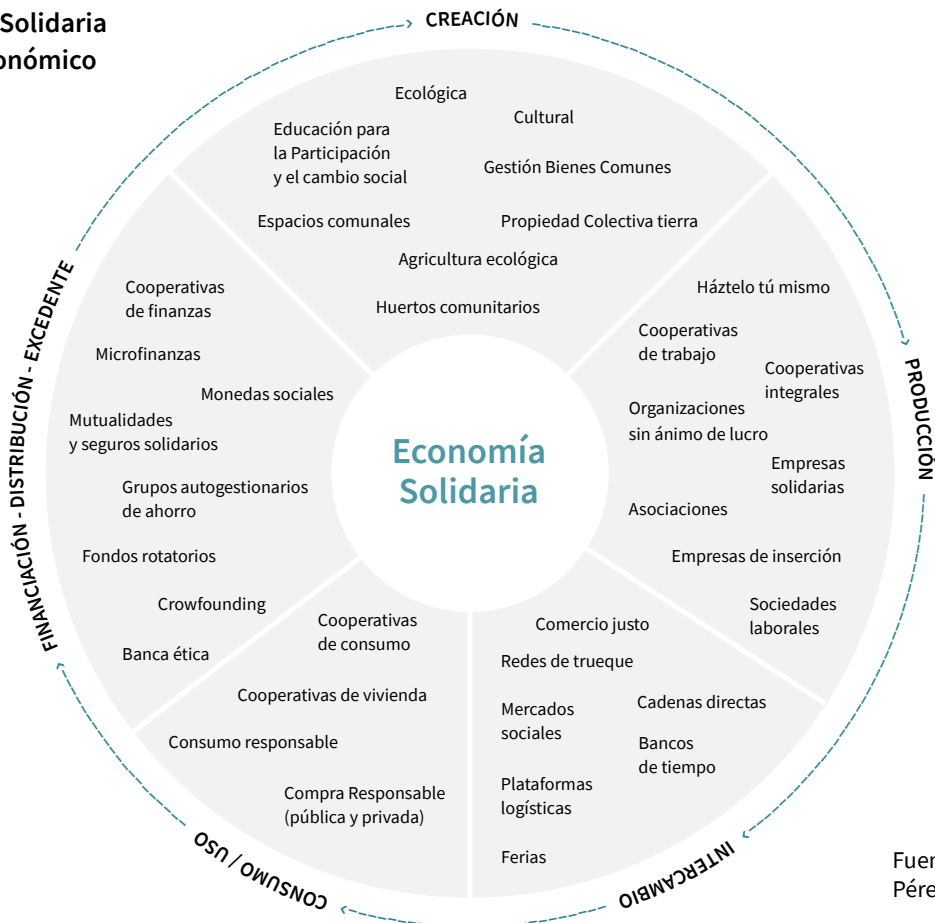 Solidaria
onómico
CREACIÓN
Ecológica
Cultural
Educación para
la Participación
y el cambio social
Gestión Bienes Comunes
Espacios comunales
Propiedad Colectiva tierra
Agricultura ecológica
Huertos comunitarios
PRODUCCIÓN
Háztelo tú mismo
Cooperativas
de trabajo
Cooperativas
integrales
Organizaciones
sin ánimo de lucro
Empresas
solidarias
Asociaciones
Empresas de inserción
Sociedades
laborales
INTERCAMBIO
Comercio justo
Redes de trueque
Cadenas directas
Mercados
sociales
Bancos
de tiempo
Plataformas
logísticas
Ferias
CONSUMO / USO
Cooperativas
de consumo
Cooperativas de vivienda
Consumo responsable
Compra Responsable
(pública y privada)
FINANCIACIÓN - DISTRIBUCIÓN - EXCEDENTE
Cooperativas
de finanzas
Microfinanzas
Monedas sociales
Mutualidades
y seguros solidarios
Grupos autogestionarios
de ahorro
Fondos rotatorios
Crowfounding
Banca ética
Economía
Solidaria
Fuen
Pére